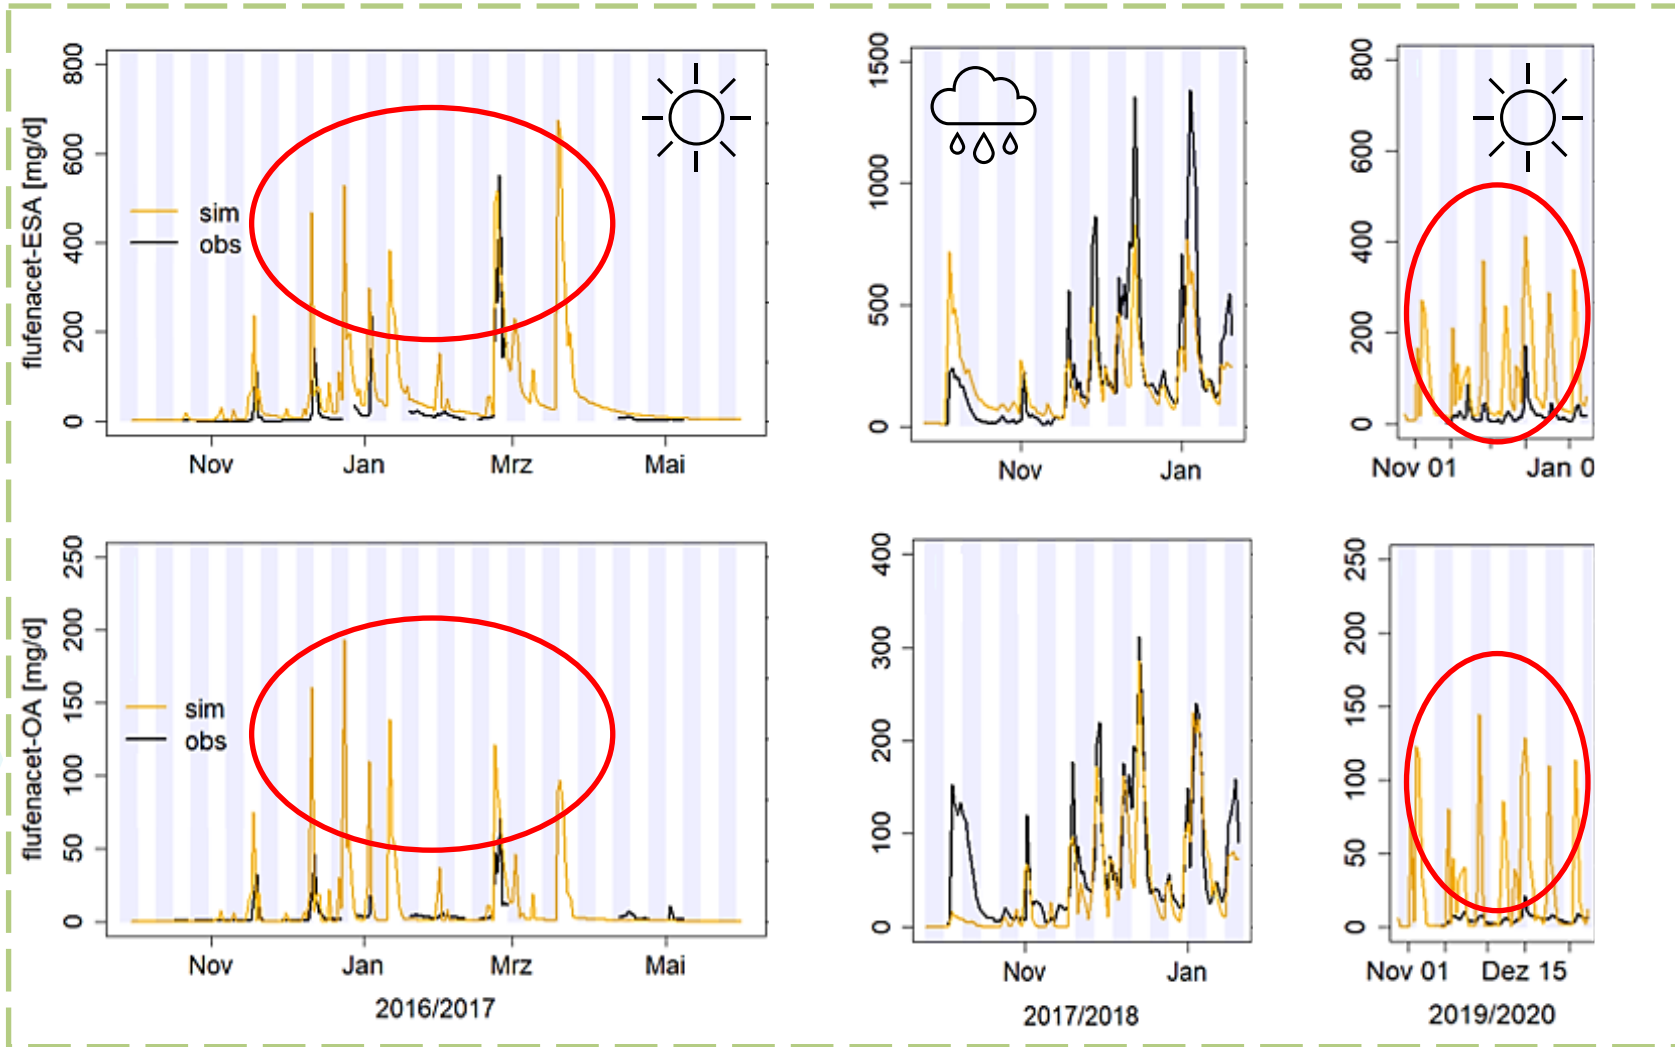 flufenacet-ESA [mg/d]
800
600
400
200
0
sim
obs
Nov Jan Mrz Mai
1500
1000
500
0
Nov Jan
800
600
400
200
0
Nov 01 Jan 0
flufenacet-OA [mg/d]
250
200
150
100
50
0
sim
obs
Nov Jan Mrz Mai
2016/2017
400
300
200
100
0
Nov Jan
2017/2018
250
200
150
100
50
0
Nov 01 Dez 15
2019/2020